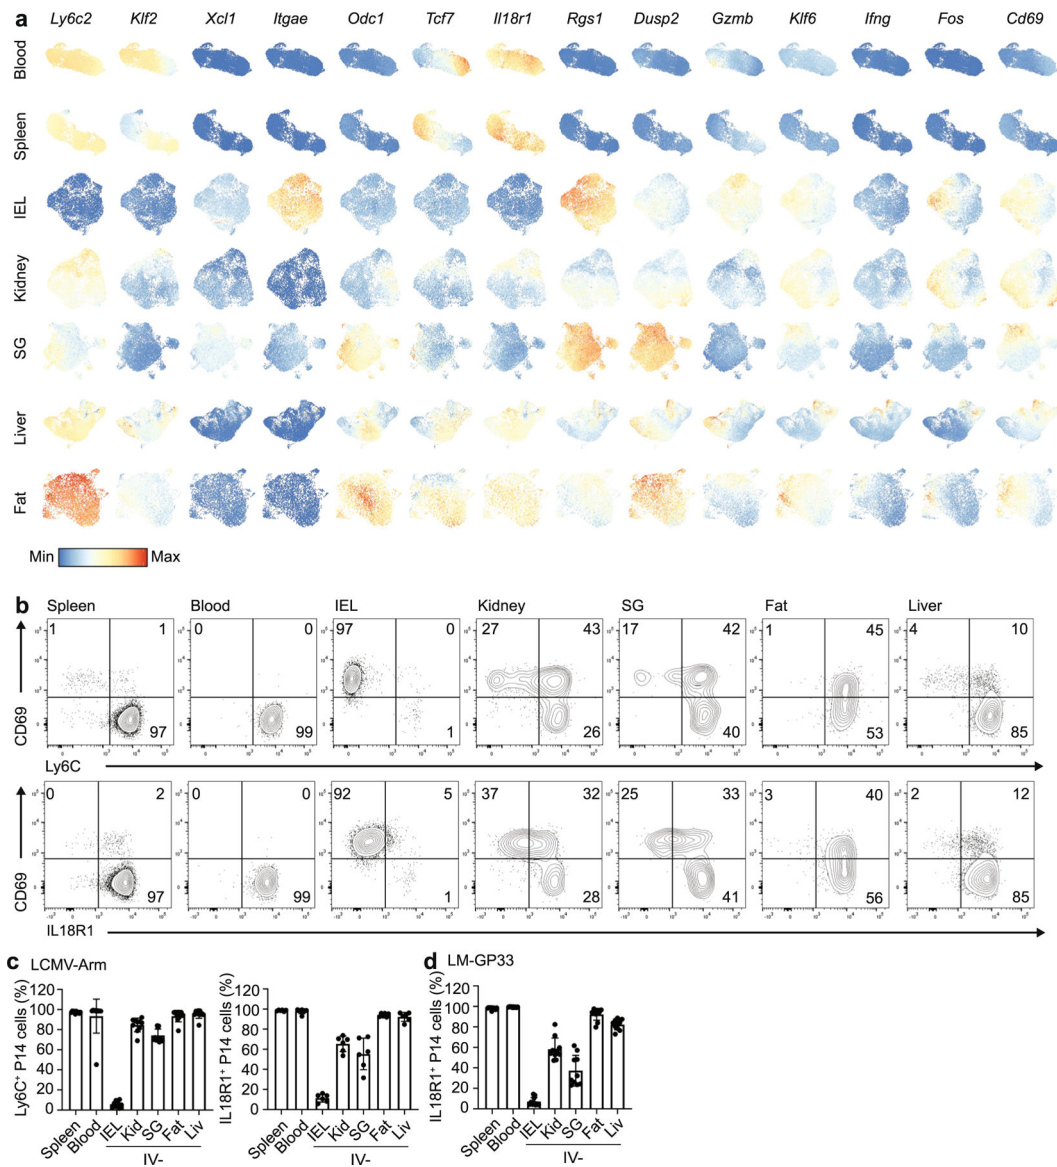 a
Ly6c2 Klf2 Xcl1 Itgae Odc1 Tcf7 Il18r1 Rgs1 Dusp2 Gzmb Klf6 Ifng Fos Cd69
Blood
Spleen
IEL
Kidney
SG
Liver
Fat
Min Max
b
Spleen Blood IEL Kidney SG Fat Liver
1 1 0 0 97 0 27 43 17 42 1 45 4 10
97 99 1 26 40 53 85
CD69
Ly6C
0 2 0 0 92 5 37 32 25 33 3 40 2 12
97 99 1 28 41 56 85
CD69
IL18R1
c LCMV-Arm
Ly6C+ P14 cells (%)
120
100
80
60
40
20
0
Spleen Blood IEL Kid SG Fat Liv
IV-
IL18R1+ P14 cells (%)
120
100
80
60
40
20
0
Spleen Blood IEL Kid SG Fat Liv
IV-
d LM-GP33
IL18R1+ P14 cells (%)
120
100
80
60
40
20
0
Spleen Blood IEL Kid SG Fat Liv
IV-